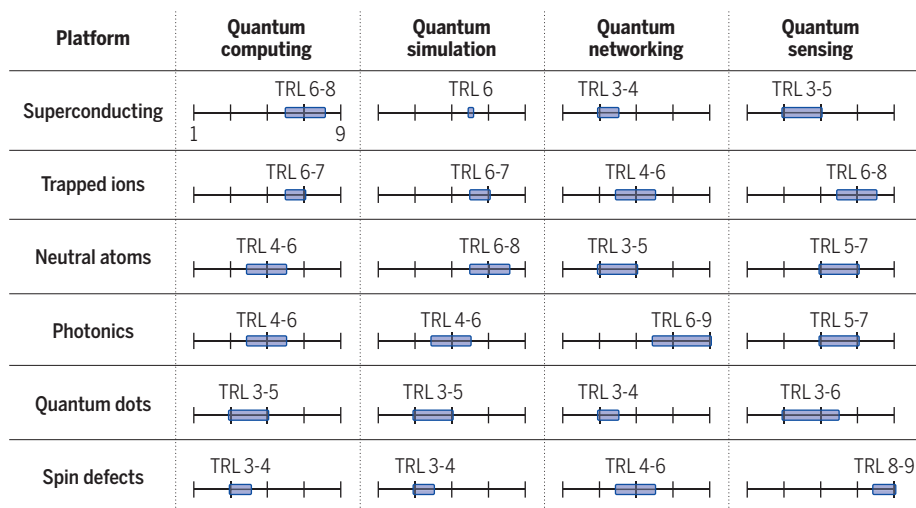 Platform
Quantum
computing
Quantum
simulation
Quantum
networking
Quantum
sensing
Superconducting
TRL 6-8
1
9
TRL 6
TRL 3-4
TRL 3-5
Trapped ions
TRL 6-7
TRL 6-7
TRL 4-6
TRL 6-8
Neutral atoms
TRL 4-6
TRL 6-8
TRL 3-5
TRL 5-7
Photonics
TRL 4-6
TRL 4-6
TRL 6-9
TRL 5-7
Quantum dots
TRL 3-5
TRL 3-5
TRL 3-4
TRL 3-6
Spin defects
TRL 3-4
TRL 3-4
TRL 4-6
TRL 8-9